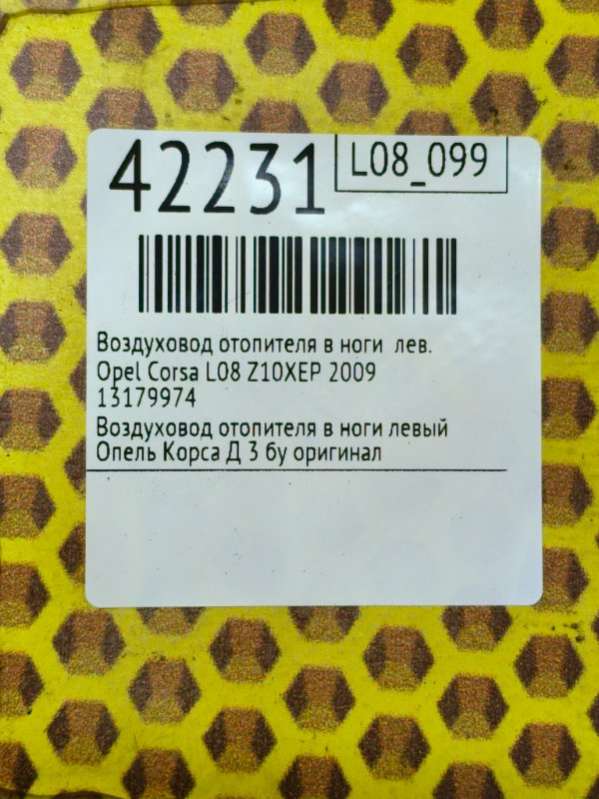 42231
L08_099
Воздуховод отопителя в ноги лев.
Opel Corsa L08 Z10XEP 2009
13179974
Воздуховод отопителя в ноги левый
Опель Корса Д 3 бу оригинал